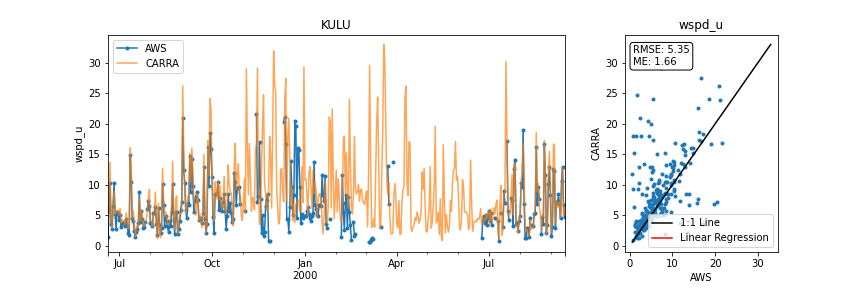 KULU
wspd_u
AWS
CARRA
RMSE: 5.35
ME: 1.66
30
25
20
15
10
5
0
wspd_u
Jul
Oct
Jan
2000
Apr
Jul
30
25
20
15
10
5
0
CARRA
1:1 Line
Linear Regression
0
10
20
30
AWS